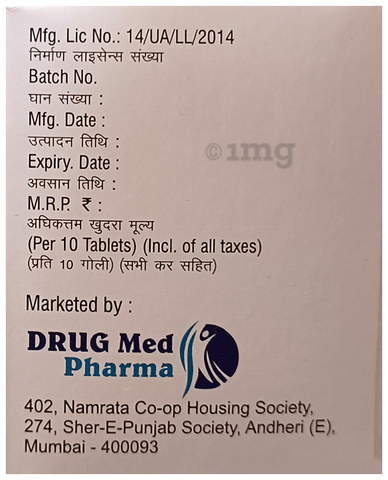 Mfg. Lic No.: 14/UA/LL/2014
निर्माण लाइसेन्स संख्या
Batch No.
घान संख्या :
Mfg. Date :
उत्पादन तिथि :
©1mg
Expiry. Date :
अवसान तिथि :
M.R.P. ₹ :
अधिकत्तम खुदरा मूल्य
(Per 10 Tablets) (Incl. of all taxes)
(प्रति 10 गोली) (सभी कर सहित)
Marketed by :
DRUG Med
Pharma
402, Namrata Co-op Housing Society,
274, Sher-E-Punjab Society, Andheri (E),
Mumbai - 400093